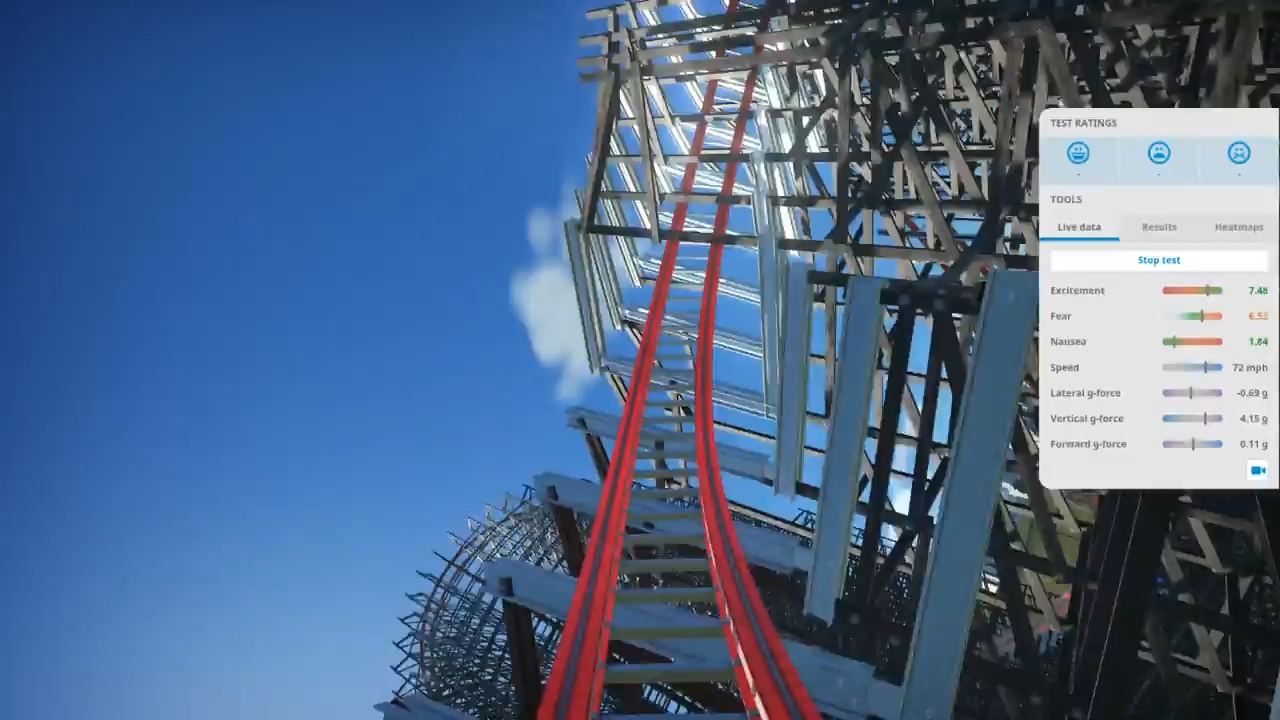 TEST RATINGS
- - -
TOOLS
Live data Results Heatmaps
Stop test
Excitement 7.48
Fear
Nausea 1.84
Speed 72 mph
Lateral g-force -0.69 g
Vertical g-force 4.15 g
Forward g-force 0.11 g